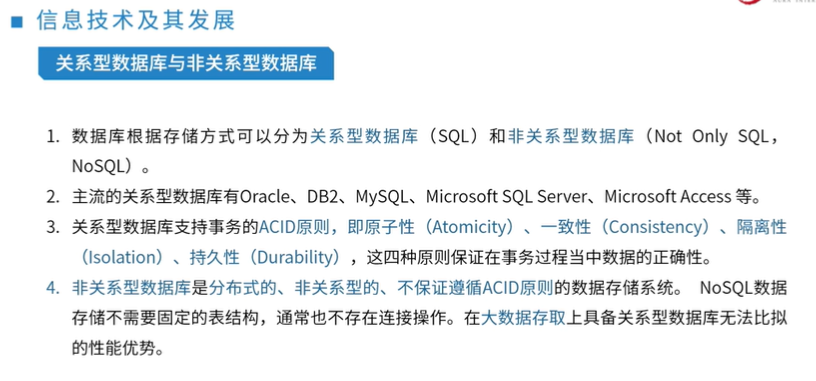 信息技术及其发展
关系型数据库与非关系型数据库
1. 数据库根据存储方式可以分为关系型数据库（SQL）和非关系型数据库（Not Only SQL，
NoSQL）。
2. 主流的关系型数据库有Oracle、DB2、MySQL、Microsoft SQL Server、Microsoft Access 等。
3. 关系型数据库支持事务的ACID原则，即原子性（Atomicity）、一致性（Consistency）、隔离性
（Isolation）、持久性（Durability），这四种原则保证在事务过程当中数据的正确性。
4. 非关系型数据库是分布式的、非关系型的、不保证遵循ACID原则的数据存储系统。 NoSQL数据
存储不需要固定的表结构，通常也不存在连接操作。在大数据存取上具备关系型数据库无法比拟
的性能优势。